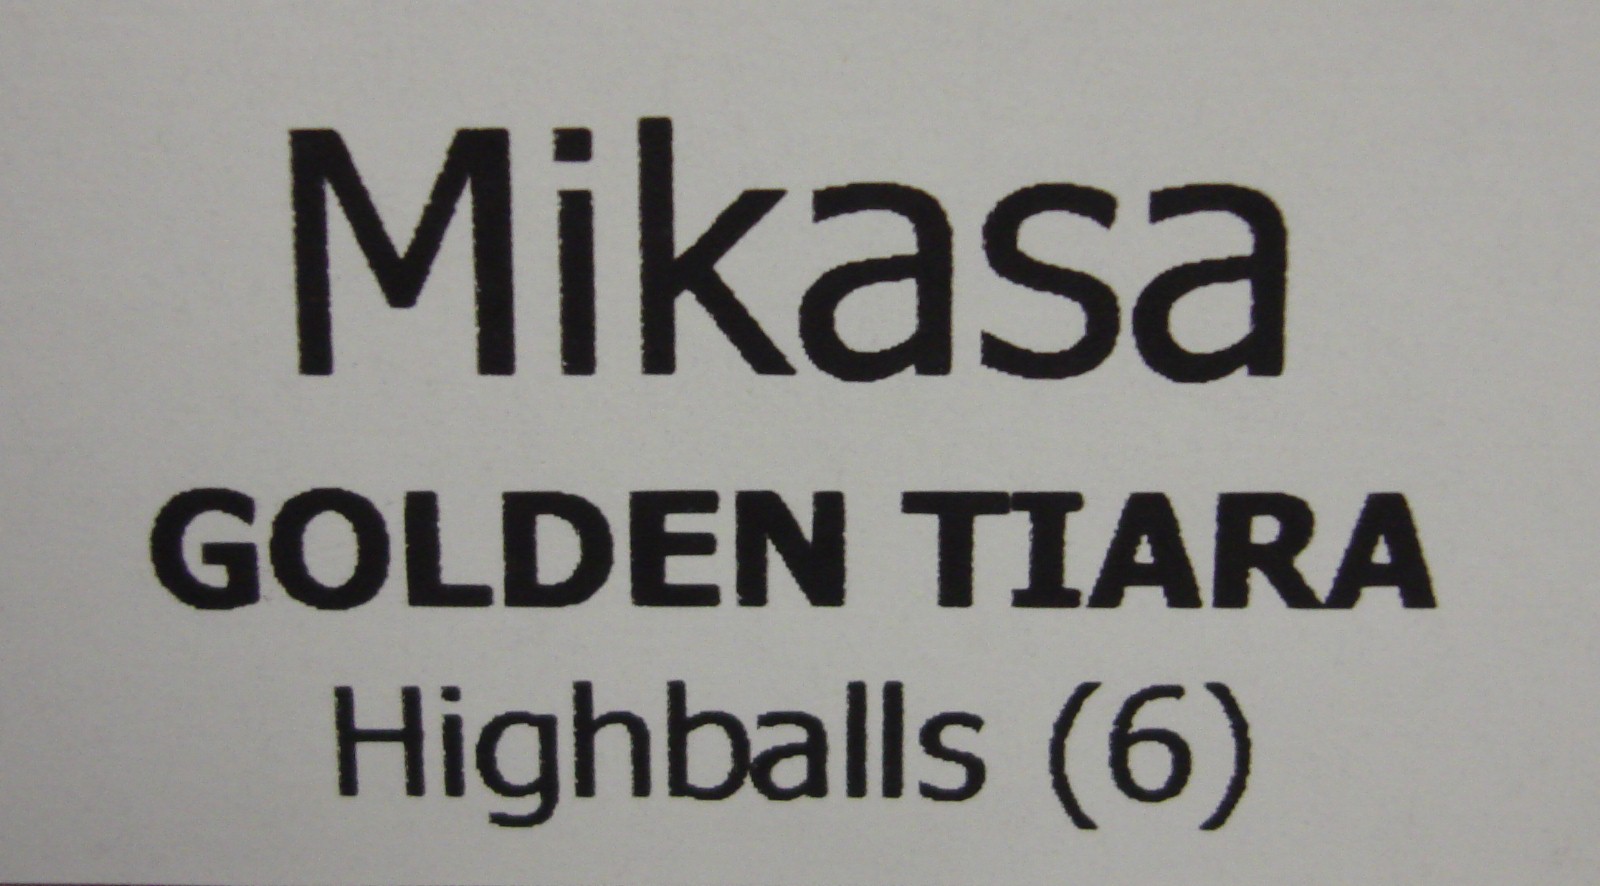 Mikasa
GOLDEN TIARA
Highballs (6)